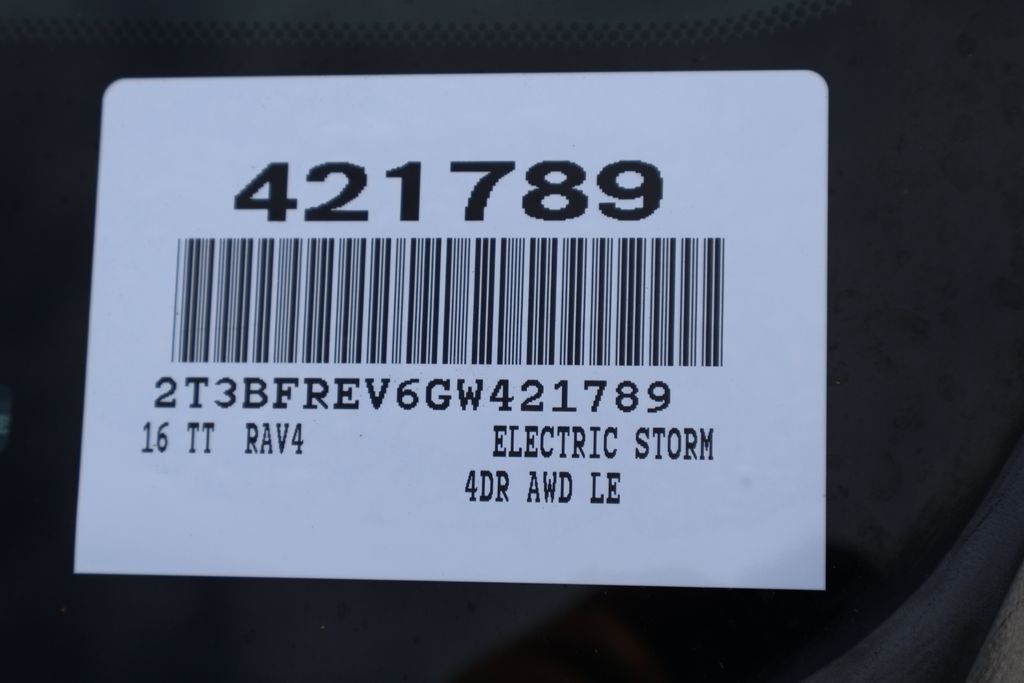 421789
2T3BFREV6GW421789
16 TT RAV4 ELECTRIC STORM
4DR AWD LE